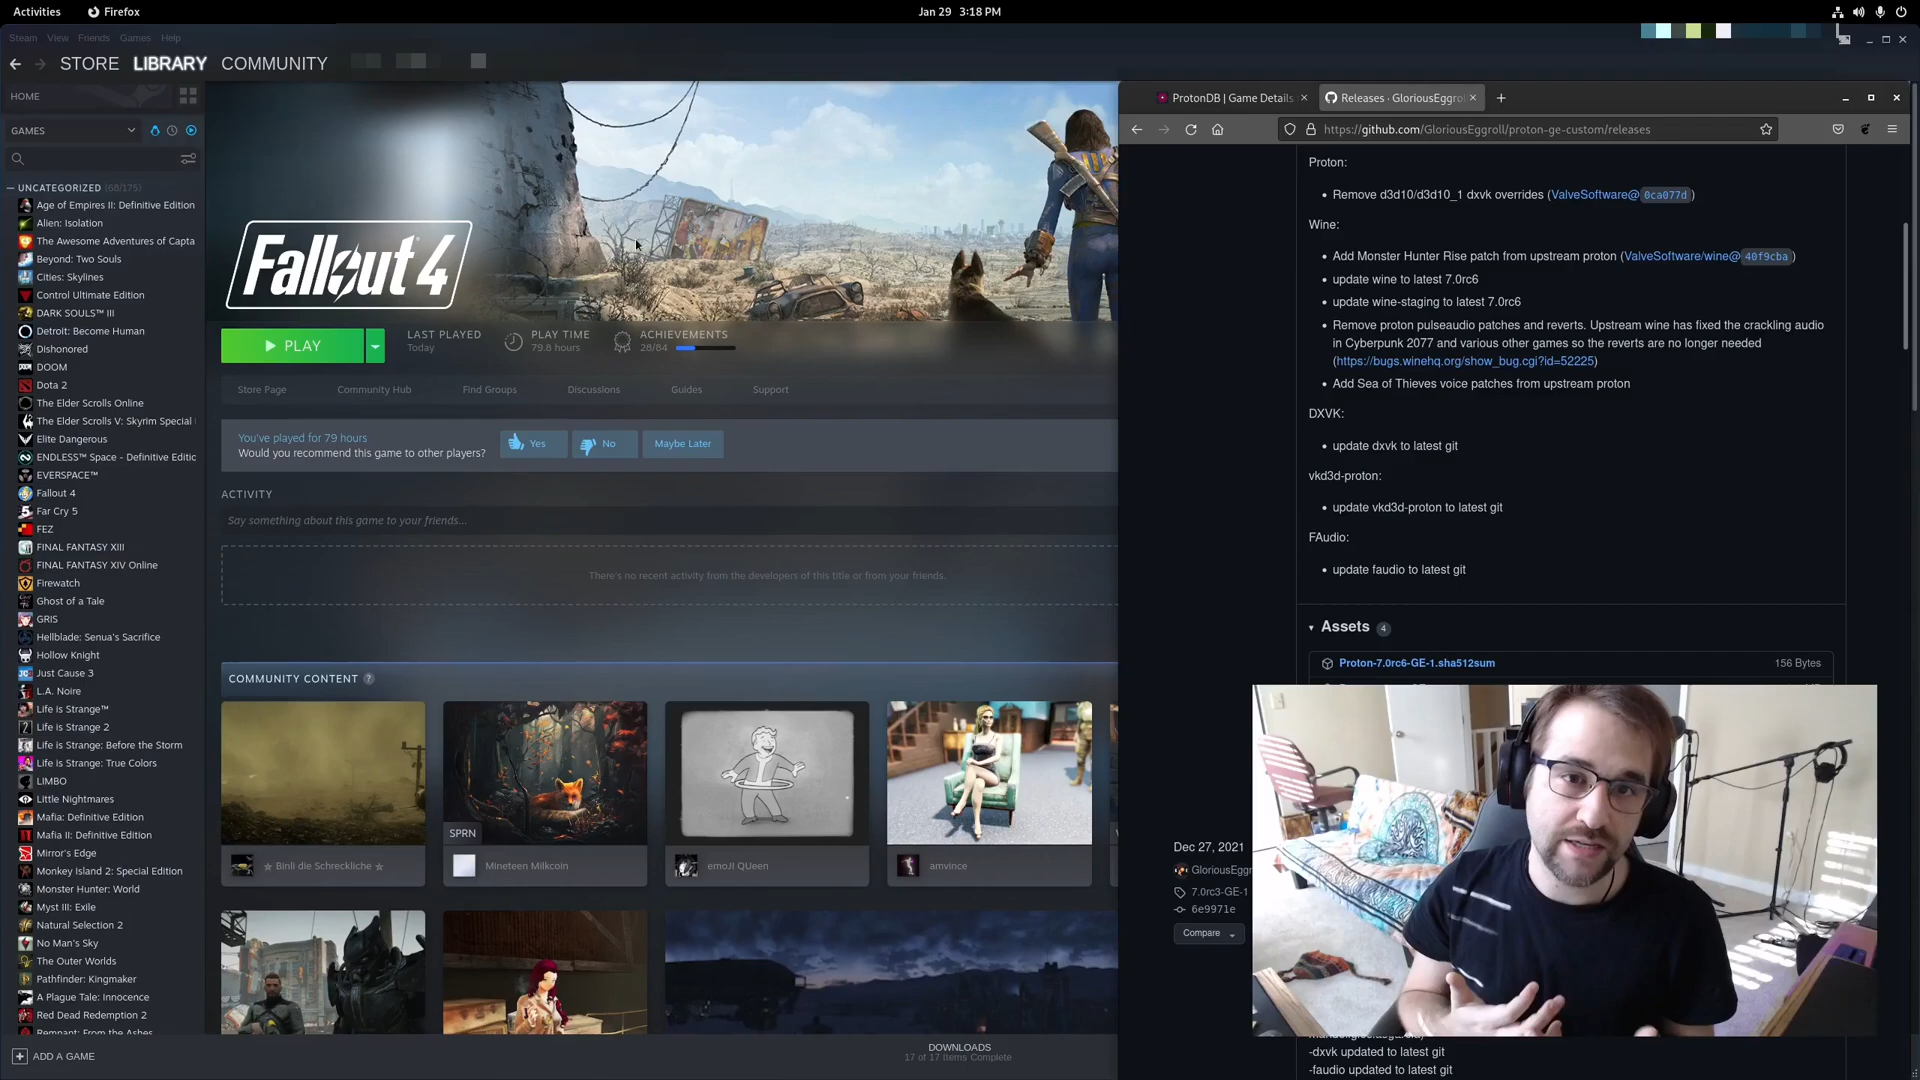 Activities
Firefox
Jan 29 3:18 PM
Steam View Friends Games Help
STORE LIBRARY COMMUNITY
HOME
GAMES
UNCATEGORIZED (68/175)
Age of Empires II: Definitive Edition
Alien: Isolation
The Awesome Adventures of Capta
Beyond: Two Souls
Cities: Skylines
Control Ultimate Edition
DARK SOULS™ III
Detroit: Become Human
Dishonored
DOOM
Dota 2
The Elder Scrolls Online
The Elder Scrolls V: Skyrim Special
Elite Dangerous
ENDLESS™ Space - Definitive Editic
EVERSPACE™
Fallout 4
Far Cry 5
FEZ
FINAL FANTASY XIII
FINAL FANTASY XIV Online
Firewatch
Ghost of a Tale
GRIS
Hellblade: Senua's Sacrifice
Hollow Knight
Just Cause 3
L.A. Noire
Life is Strange™
Life is Strange 2
Life is Strange: Before the Storm
Life is Strange: True Colors
LIMBO
Little Nightmares
Mafia: Definitive Edition
Mafia II: Definitive Edition
Mirror's Edge
Monkey Island 2: Special Edition
Monster Hunter: World
Myst III: Exile
Natural Selection 2
No Man's Sky
The Outer Worlds
Pathfinder: Kingmaker
A Plague Tale: Innocence
Red Dead Redemption 2
Remnant: From the Ashes
ADD A GAME
Fallout 4
PLAY
LAST PLAYED
Today
PLAY TIME
79.8 hours
ACHIEVEMENTS
28/84
Store Page
Community Hub
Find Groups
Discussions
Guides
Support
You've played for 79 hours
Would you recommend this game to other players?
Yes
No
Maybe Later
ACTIVITY
Say something about this game to your friends...
There's no recent activity from the developers of this title or from your friends.
COMMUNITY CONTENT ?
SPRN
☆ Binli die Schreckliche ☆
Mineteen Milkcoin
emoJI QUeen
amvince
DOWNLOADS
17 of 17 Items Complete
ProtonDB | Game Details
Releases · GloriousEggrol
https://github.com/GloriousEggroll/proton-ge-custom/releases
Proton:
• Remove d3d10/d3d10_1 dxvk overrides (ValveSoftware@ 0ca077d)
Wine:
• Add Monster Hunter Rise patch from upstream proton (ValveSoftware/wine@ 40f9cba)
• update wine to latest 7.0rc6
• update wine-staging to latest 7.0rc6
• Remove proton pulseaudio patches and reverts. Upstream wine has fixed the crackling audio
in Cyberpunk 2077 and various other games so the reverts are no longer needed
(https://bugs.winehq.org/show_bug.cgi?id=52225)
• Add Sea of Thieves voice patches from upstream proton
DXVK:
• update dxvk to latest git
vkd3d-proton:
• update vkd3d-proton to latest git
FAudio:
• update faudio to latest git
Assets 4
Proton-7.0rc6-GE-1.sha512sum
156 Bytes
Dec 27, 2021
GloriousEggr
7.0rc3-GE-1
6e9971e
Compare
-dxvk updated to latest git
-faudio updated to latest git